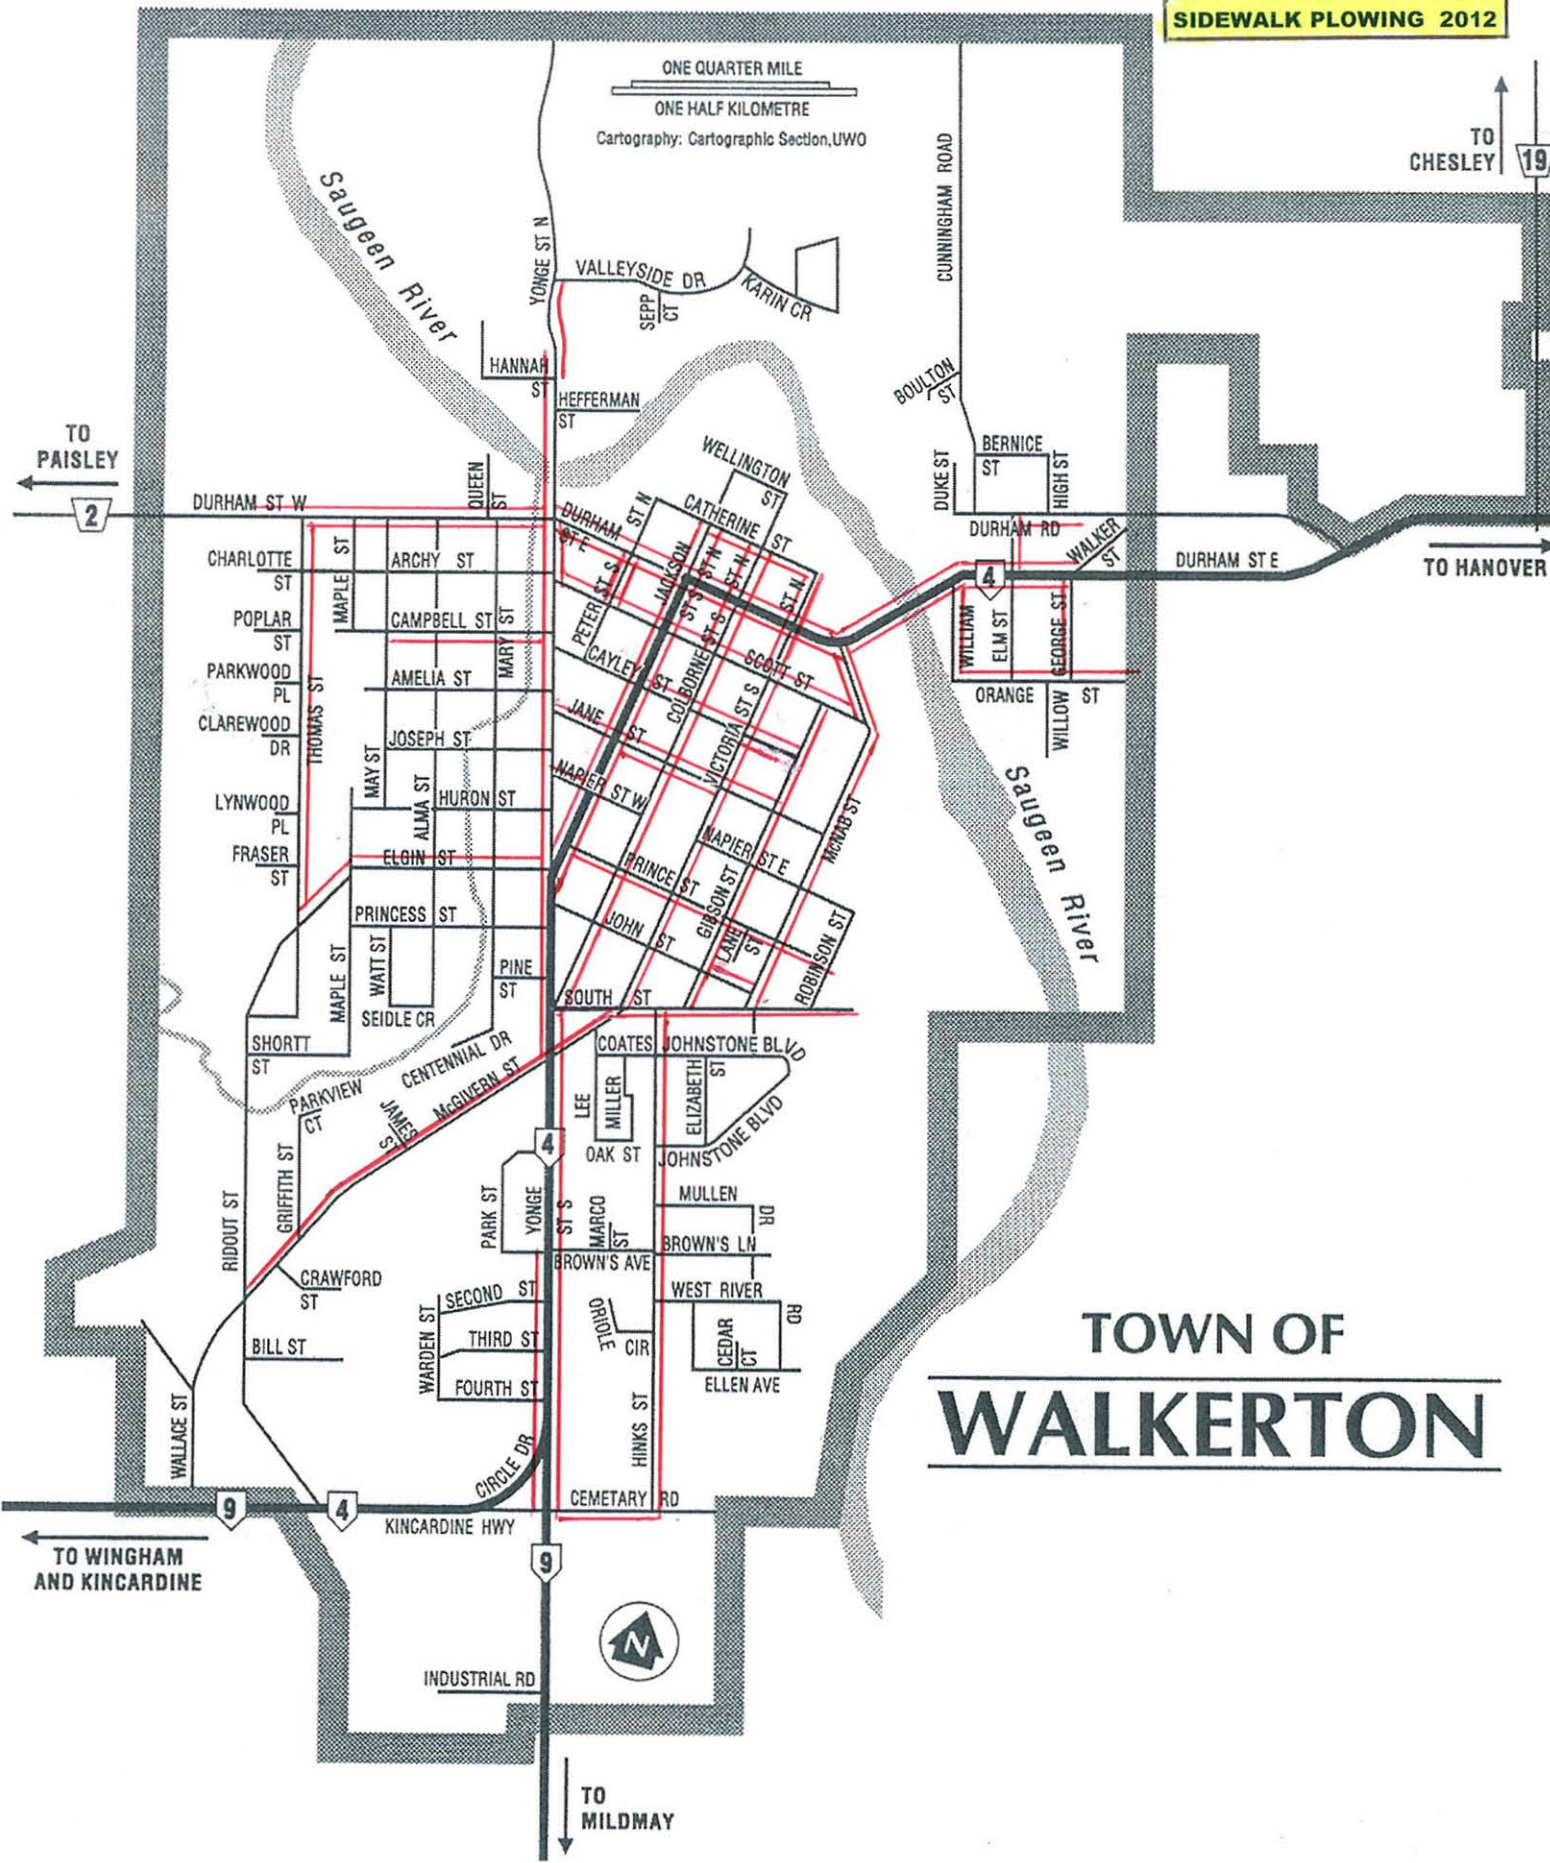 SIDEWALK PLOWING 2012
ONE QUARTER MILE
ONE HALF KILOMETRE
Cartography: Cartographic Section,UWO
TO
CHESLEY
19
CUNNINGHAM ROAD
Saugeen River
YONGE ST N
VALLEYSIDE DR
SEPP
CT
KARIN CR
HANNAH
ST
HEFFERMAN
ST
BOULTON
ST
TO
PAISLEY
2
DURHAM ST W
QUEEN
ST
WELLINGTON
ST
BERNICE
ST
DUKE ST
HIGH ST
DURHAM RD
WALKER
ST
DURHAM ST E
TO HANOVER
4
DURHAM
ST E
ST N
CATHERINE ST
CHARLOTTE
ST
MAPLE ST
ARCHY ST
PETER ST S
JACKSON
ST S
ST N
ST N
ST N
POPLAR
ST
CAMPBELL ST
MARY ST
CAYLEY ST
COLBORNE ST S
SCOTT ST
WILLIAM
ELM ST
GEORGE ST
PARKWOOD
PL
AMELIA ST
ORANGE ST
WILLOW
CLAREWOOD
DR
THOMAS ST
JANE ST
VICTORIA ST S
JOSEPH ST
MAY ST
NAPIER ST W
Saugeen River
LYNWOOD
PL
ALMA ST
HURON ST
MCNAB ST
FRASER
ST
ELGIN ST
NAPIER ST E
PRINCE ST
GIBSON ST
PRINCESS ST
JOHN ST
LANE
ST
ROBINSON ST
MAPLE ST
WATT ST
PINE
ST
SOUTH ST
SEIDLE CR
SHORTT
ST
CENTENNIAL DR
COATES
JOHNSTONE BLVD
PARKVIEW
CT
McGIVERN ST
JAMES
ST
LEE
MILLER
ELIZABETH
ST
OAK ST
JOHNSTONE BLVD
4
GRIFFITH ST
RIDOUT ST
PARK ST
YONGE
ST S
MARCO
ST
MULLEN
DR
BROWN'S AVE
BROWN'S LN
CRAWFORD
ST
SECOND ST
WEST RIVER
RD
WARDEN ST
ORIOLE
CIR
CEDAR
CT
BILL ST
THIRD ST
FOURTH ST
ELLEN AVE
WALLACE ST
HINKS ST
CIRCLE DR
CEMETARY RD
TOWN OF
WALKERTON
9
4
KINCARDINE HWY
TO WINGHAM
AND KINCARDINE
9
N
INDUSTRIAL RD
TO
MILDMAY